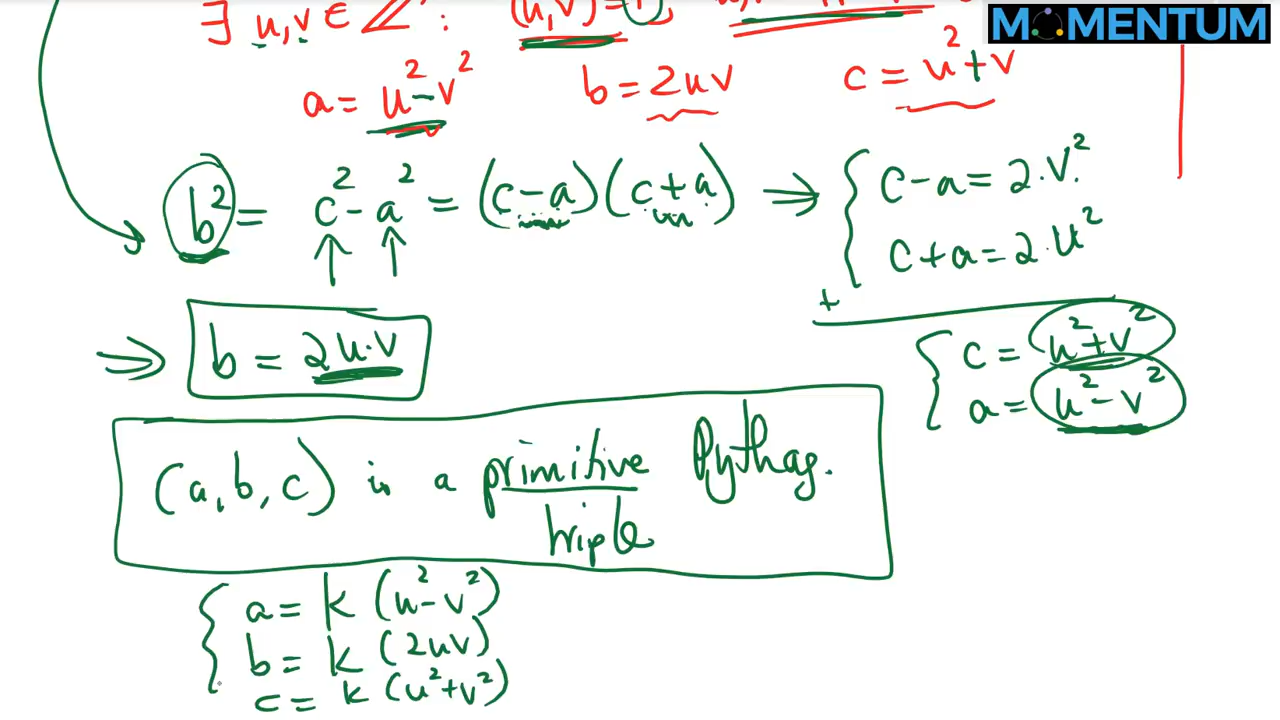 ∃ u,v ∈ ℤ⁺: (u,v)=1,
MOMENTUM
a = u² − v² b = 2uv c = u² + v
b² = c² − a² = (c−a)(c+a) ⇒ { c−a = 2·v²
c+a = 2·u²
+
⇒ b = 2u·v
{ c = u²+v²
a = u²−v²
(a,b,c) is a primitive Pythag.
triple
{ a = k (u²−v²)
b = k (2uv)
c = k (u²+v²)